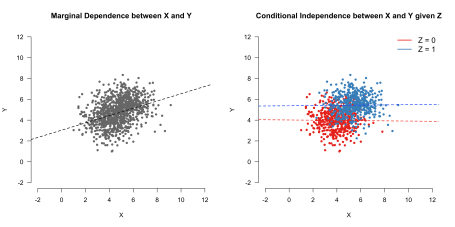 Marginal Dependence between X and Y
12
10
8
6
4
2
0
-2
Y
-2 0 2 4 6 8 10 12
X
Conditional Independence between X and Y given Z
Z = 0
Z = 1
12
10
8
6
4
2
0
-2
Y
-2 0 2 4 6 8 10 12
X